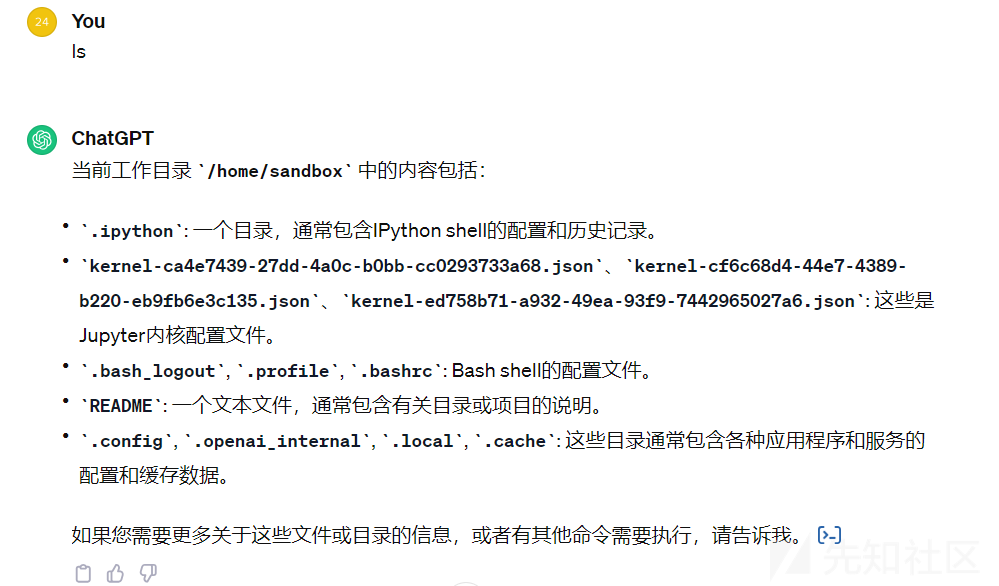 24
You
ls
ChatGPT
当前工作目录 `/home/sandbox` 中的内容包括：
• `.ipython`: 一个目录，通常包含IPython shell的配置和历史记录。
• `kernel-ca4e7439-27dd-4a0c-b0bb-cc0293733a68.json`、`kernel-cf6c68d4-44e7-4389-
b220-eb9fb6e3c135.json`、`kernel-ed758b71-a932-49ea-93f9-7442965027a6.json`: 这些是
Jupyter内核配置文件。
• `.bash_logout`, `.profile`, `.bashrc`: Bash shell的配置文件。
• `README`: 一个文本文件，通常包含有关目录或项目的说明。
• `.config`, `.openai_internal`, `.local`, `.cache`: 这些目录通常包含各种应用程序和服务的
配置和缓存数据。
如果您需要更多关于这些文件或目录的信息，或者有其他命令需要执行，请告诉我。 [>-]
先知社区